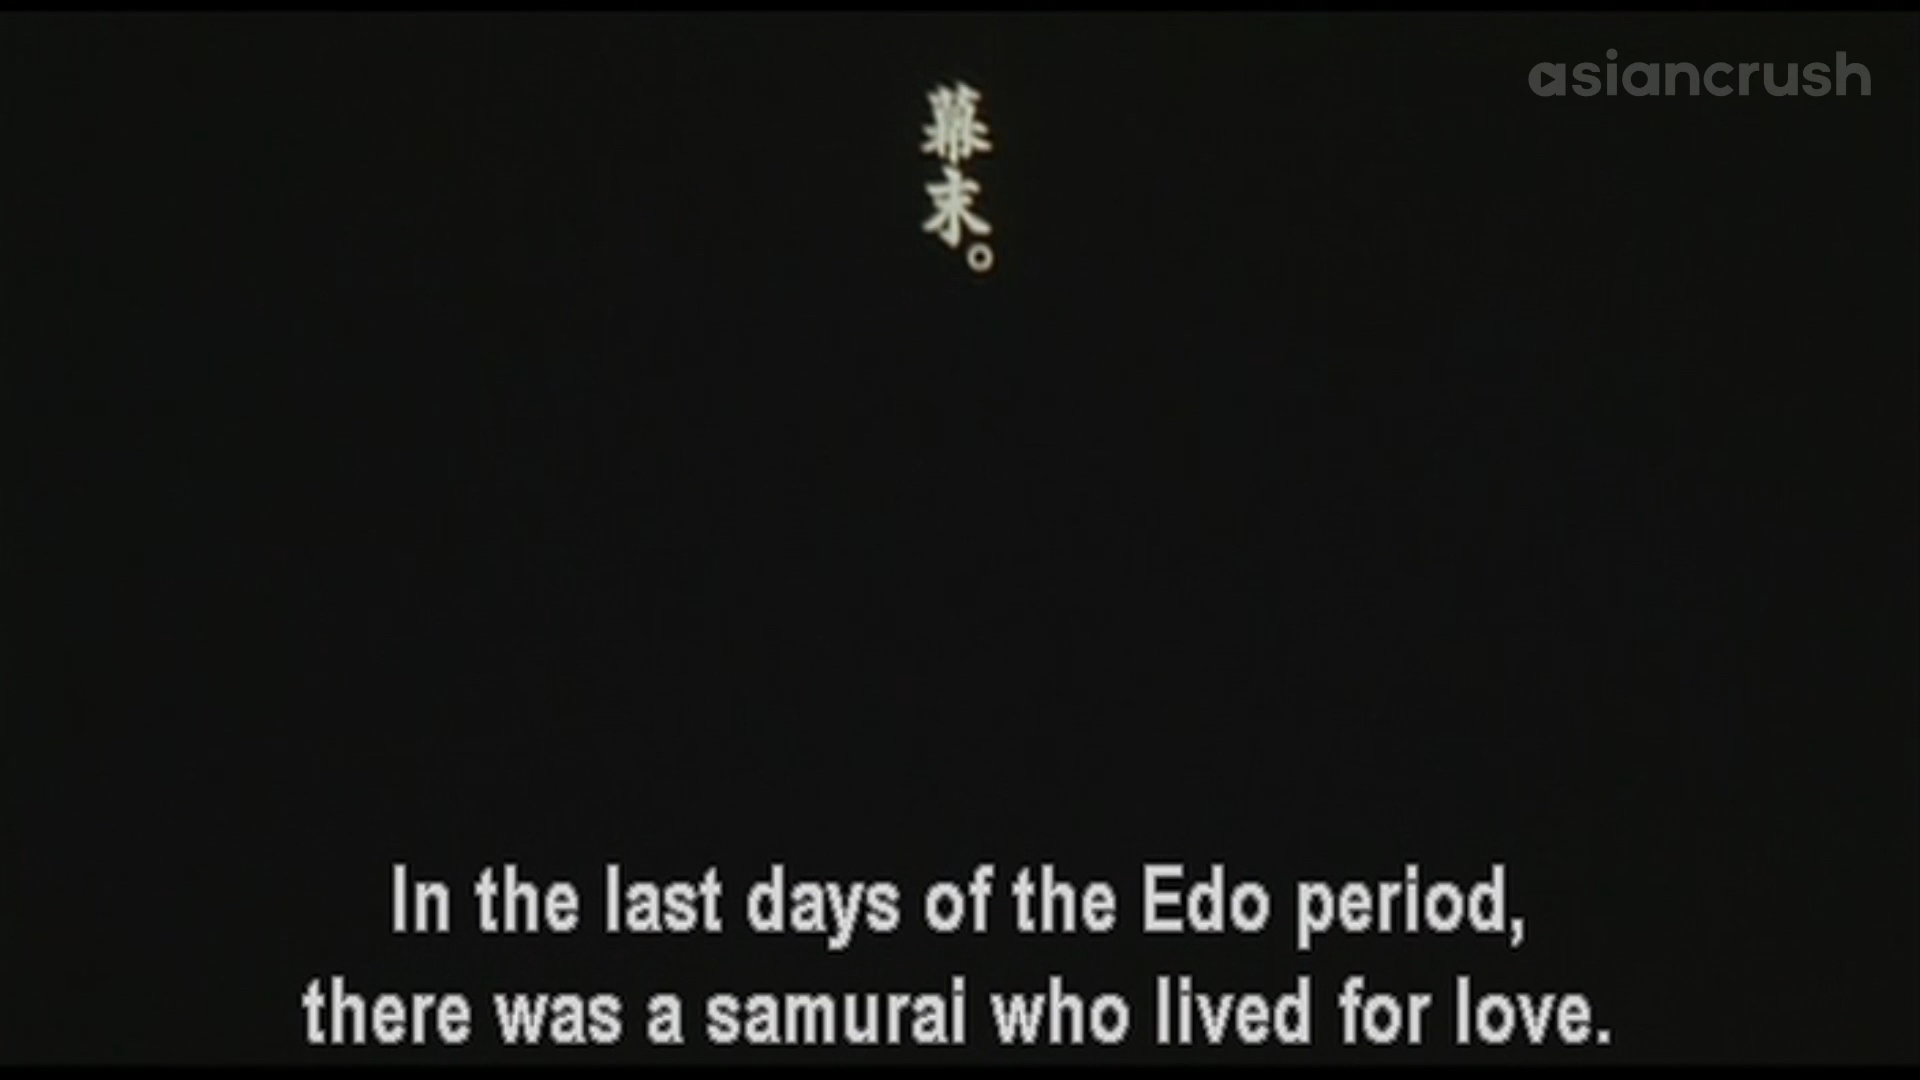 asiancrush
幕末。
In the last days of the Edo period,
there was a samurai who lived for love.